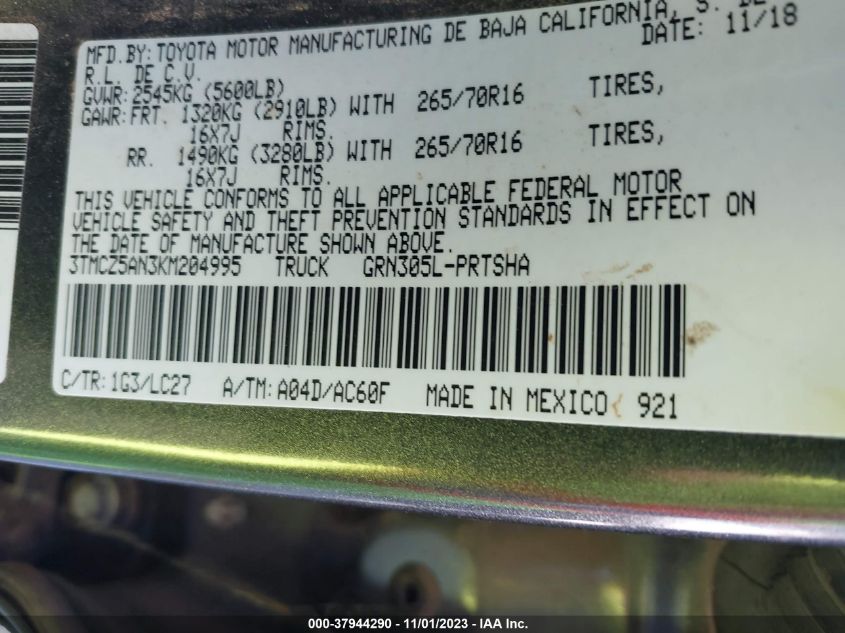 MFD. BY: TOYOTA MOTOR MANUFACTURING DE BAJA CALIFORNIA, S. DE
R.L. DE C.V. DATE: 11/18
GVWR: 2545KG (5600LB)
GAWR: FRT. 1320KG (2910LB) WITH 265/70R16 TIRES,
16X7J RIMS.
RR. 1490KG (3280LB) WITH 265/70R16 TIRES,
16X7J RIMS.
THIS VEHICLE CONFORMS TO ALL APPLICABLE FEDERAL MOTOR
VEHICLE SAFETY AND THEFT PREVENTION STANDARDS IN EFFECT ON
THE DATE OF MANUFACTURE SHOWN ABOVE.
3TMCZ5AN3KM204995 TRUCK GRN305L-PRTSHA
C/TR: 1G3/LC27 A/TM: A04D/AC60F MADE IN MEXICO 921
000-37944290 - 11/01/2023 - IAA Inc.